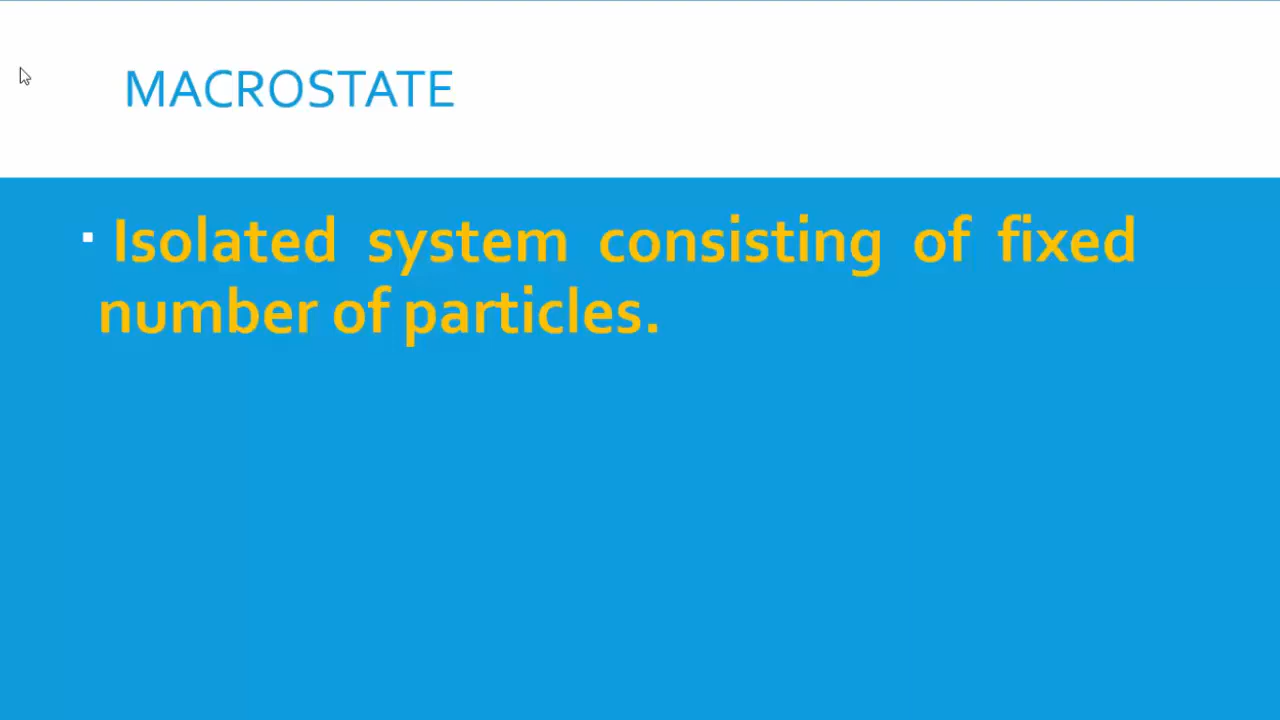 MACROSTATE
▪ Isolated system consisting of fixed
number of particles.